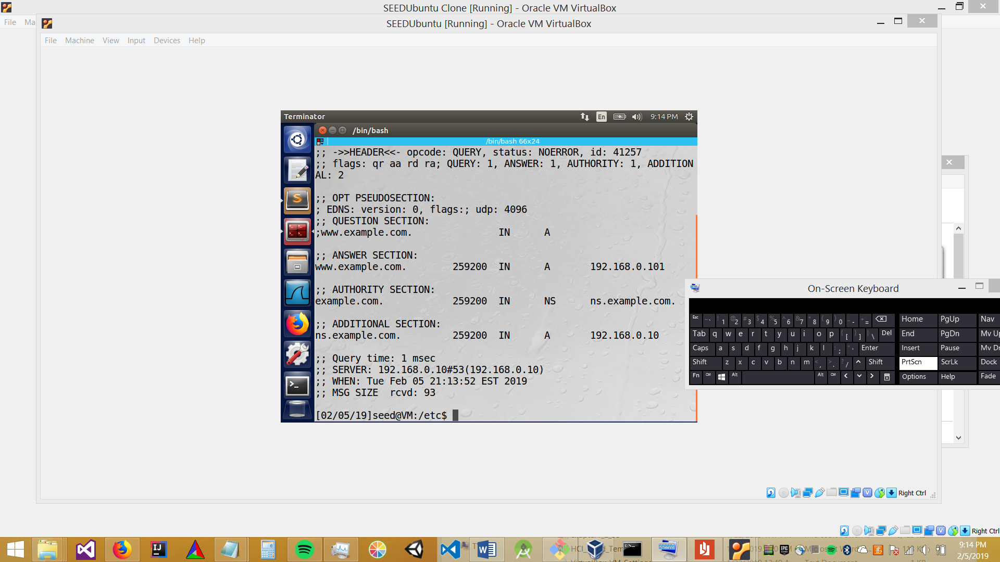 SEEDUbuntu Clone [Running] - Oracle VM VirtualBox
File Ma
SEEDUbuntu [Running] - Oracle VM VirtualBox
File Machine View Input Devices Help
Terminator En 9:14 PM
/bin/bash
/bin/bash 66x24
;; ->>HEADER<<- opcode: QUERY, status: NOERROR, id: 41257
;; flags: qr aa rd ra; QUERY: 1, ANSWER: 1, AUTHORITY: 1, ADDITION
AL: 2
;; OPT PSEUDOSECTION:
; EDNS: version: 0, flags:; udp: 4096
;; QUESTION SECTION:
;www.example.com. IN A
;; ANSWER SECTION:
www.example.com. 259200 IN A 192.168.0.101
;; AUTHORITY SECTION:
example.com. 259200 IN NS ns.example.com.
;; ADDITIONAL SECTION:
ns.example.com. 259200 IN A 192.168.0.10
;; Query time: 1 msec
;; SERVER: 192.168.0.10#53(192.168.0.10)
;; WHEN: Tue Feb 05 21:13:52 EST 2019
;; MSG SIZE rcvd: 93
[02/05/19]seed@VM:/etc$
On-Screen Keyboard
Esc ~ ` ! 1 @ 2 # 3 $ 4 % 5 ^ 6 & 7 * 8 ( 9 ) 0 _ - + = Home PgUp Nav
Tab q w e r t y u i o p { [ } ] | \ Del End PgDn Mv Up
Caps a s d f g h j k l : ; " ' Enter Insert Pause Mv Dn
Shift z x c v b n m < , > . ? / ^ Shift PrtScn ScrLk Dock
Fn Ctrl Alt Alt Ctrl < > Options Help Fade
Right Ctrl
Right Ctrl
9:14 PM
2/5/2019